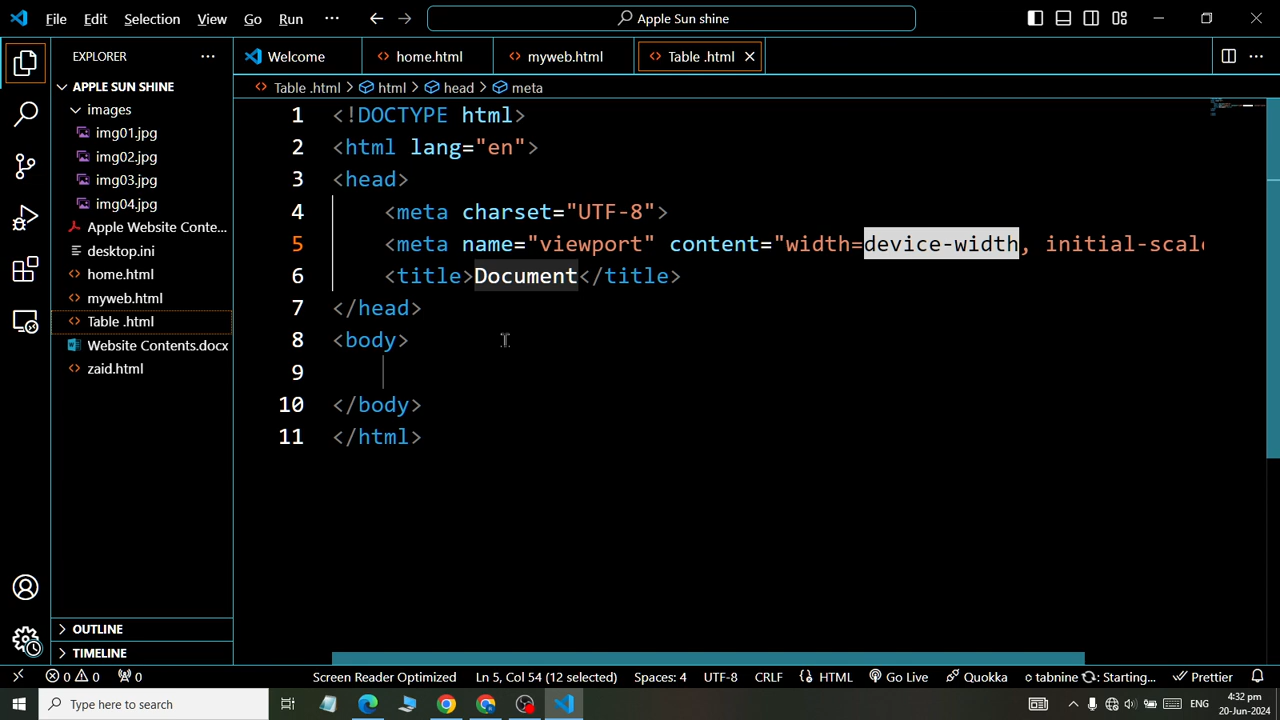 File Edit Selection View Go Run ··· Apple Sun shine
EXPLORER ···
Welcome home.html myweb.html Table .html
APPLE SUN SHINE
Table .html > html > head > meta
images
img01.jpg
img02.jpg
img03.jpg
img04.jpg
Apple Website Conte...
desktop.ini
home.html
myweb.html
Table .html
Website Contents.docx
zaid.html
OUTLINE
TIMELINE
1 <!DOCTYPE html>
2 <html lang="en">
3 <head>
4 <meta charset="UTF-8">
5 <meta name="viewport" content="width=device-width, initial-scale
6 <title>Document</title>
7 </head>
8 <body>
9
10 </body>
11 </html>
0 0 0 Screen Reader Optimized Ln 5, Col 54 (12 selected) Spaces: 4 UTF-8 CRLF HTML Go Live Quokka tabnine Starting... Prettier
Type here to search ENG 4:32 pm
20-Jun-2024